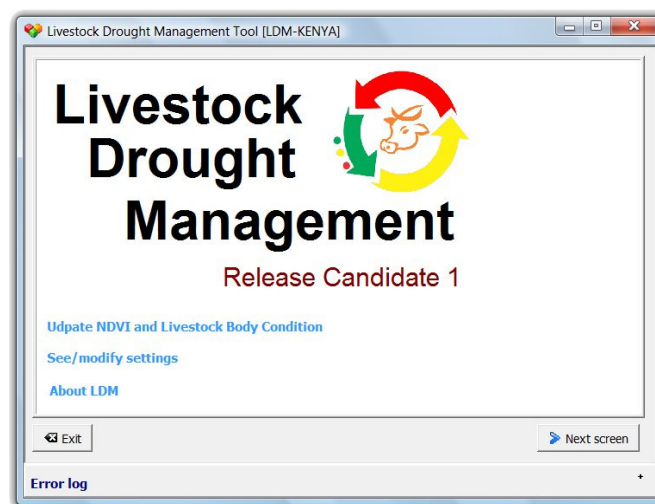 Livestock Drought Management Tool [LDM-KENYA]
Livestock
Drought
Management
Release Candidate 1
Udpate NDVI and Livestock Body Condition
See/modify settings
About LDM
Exit
Next screen
Error log
+